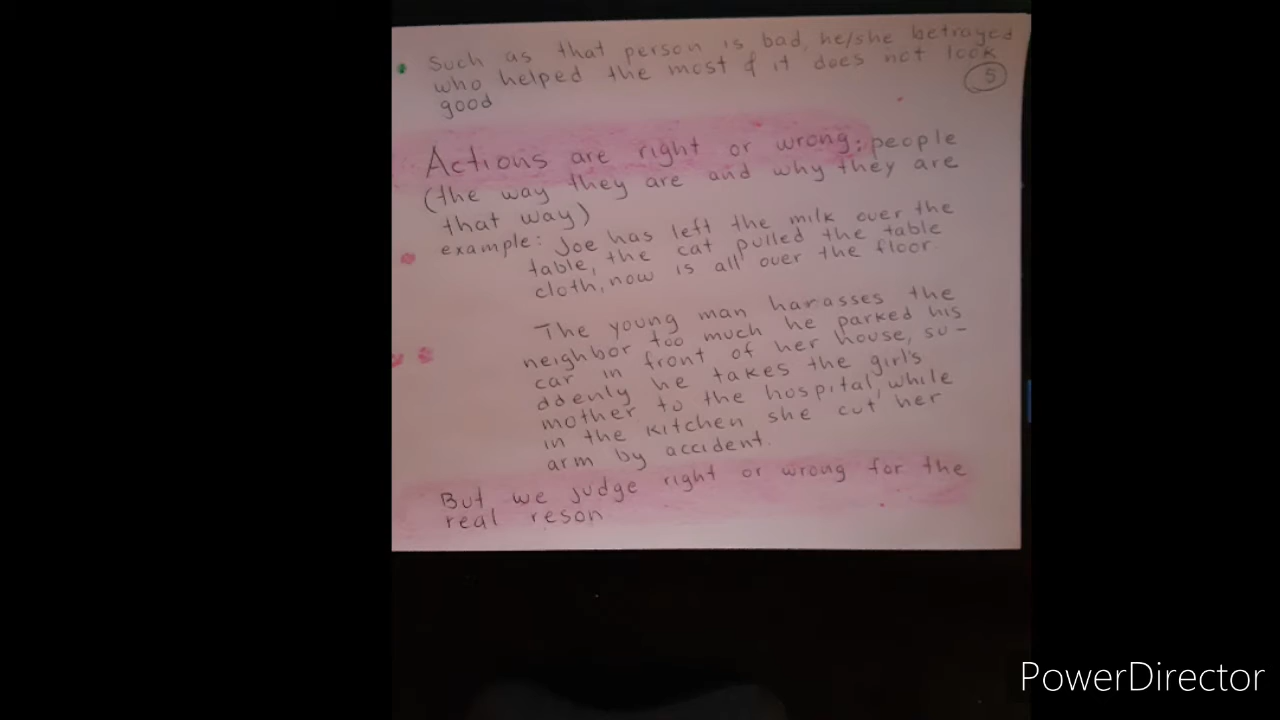 • Such as that person is bad, he/she betrayed
who helped the most & it does not look
good
5
Actions are right or wrong: people
(the way they are and why they are
that way)
example: Joe has left the milk over the
table, the cat pulled the table
cloth, now is all over the floor
The young man harasses the
neighbor too much he parked his
car in front of her house, su-
ddenly he takes the girl's
mother to the hospital, while
in the kitchen she cut her
arm by accident.
But we judge right or wrong for the
real reson
PowerDirector